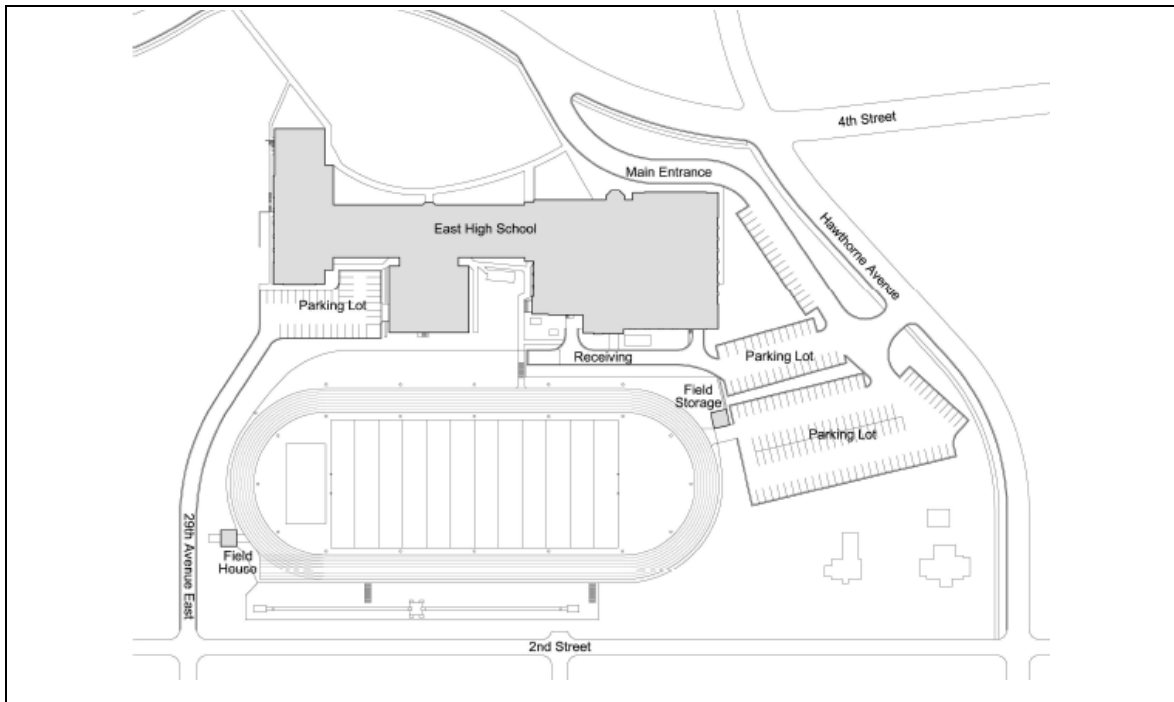 4th Street
Main Entrance
East High School
Hawthorne Avenue
Parking Lot
Receiving
Parking Lot
Field
Storage
Parking Lot
29th Avenue East
Field
House
2nd Street